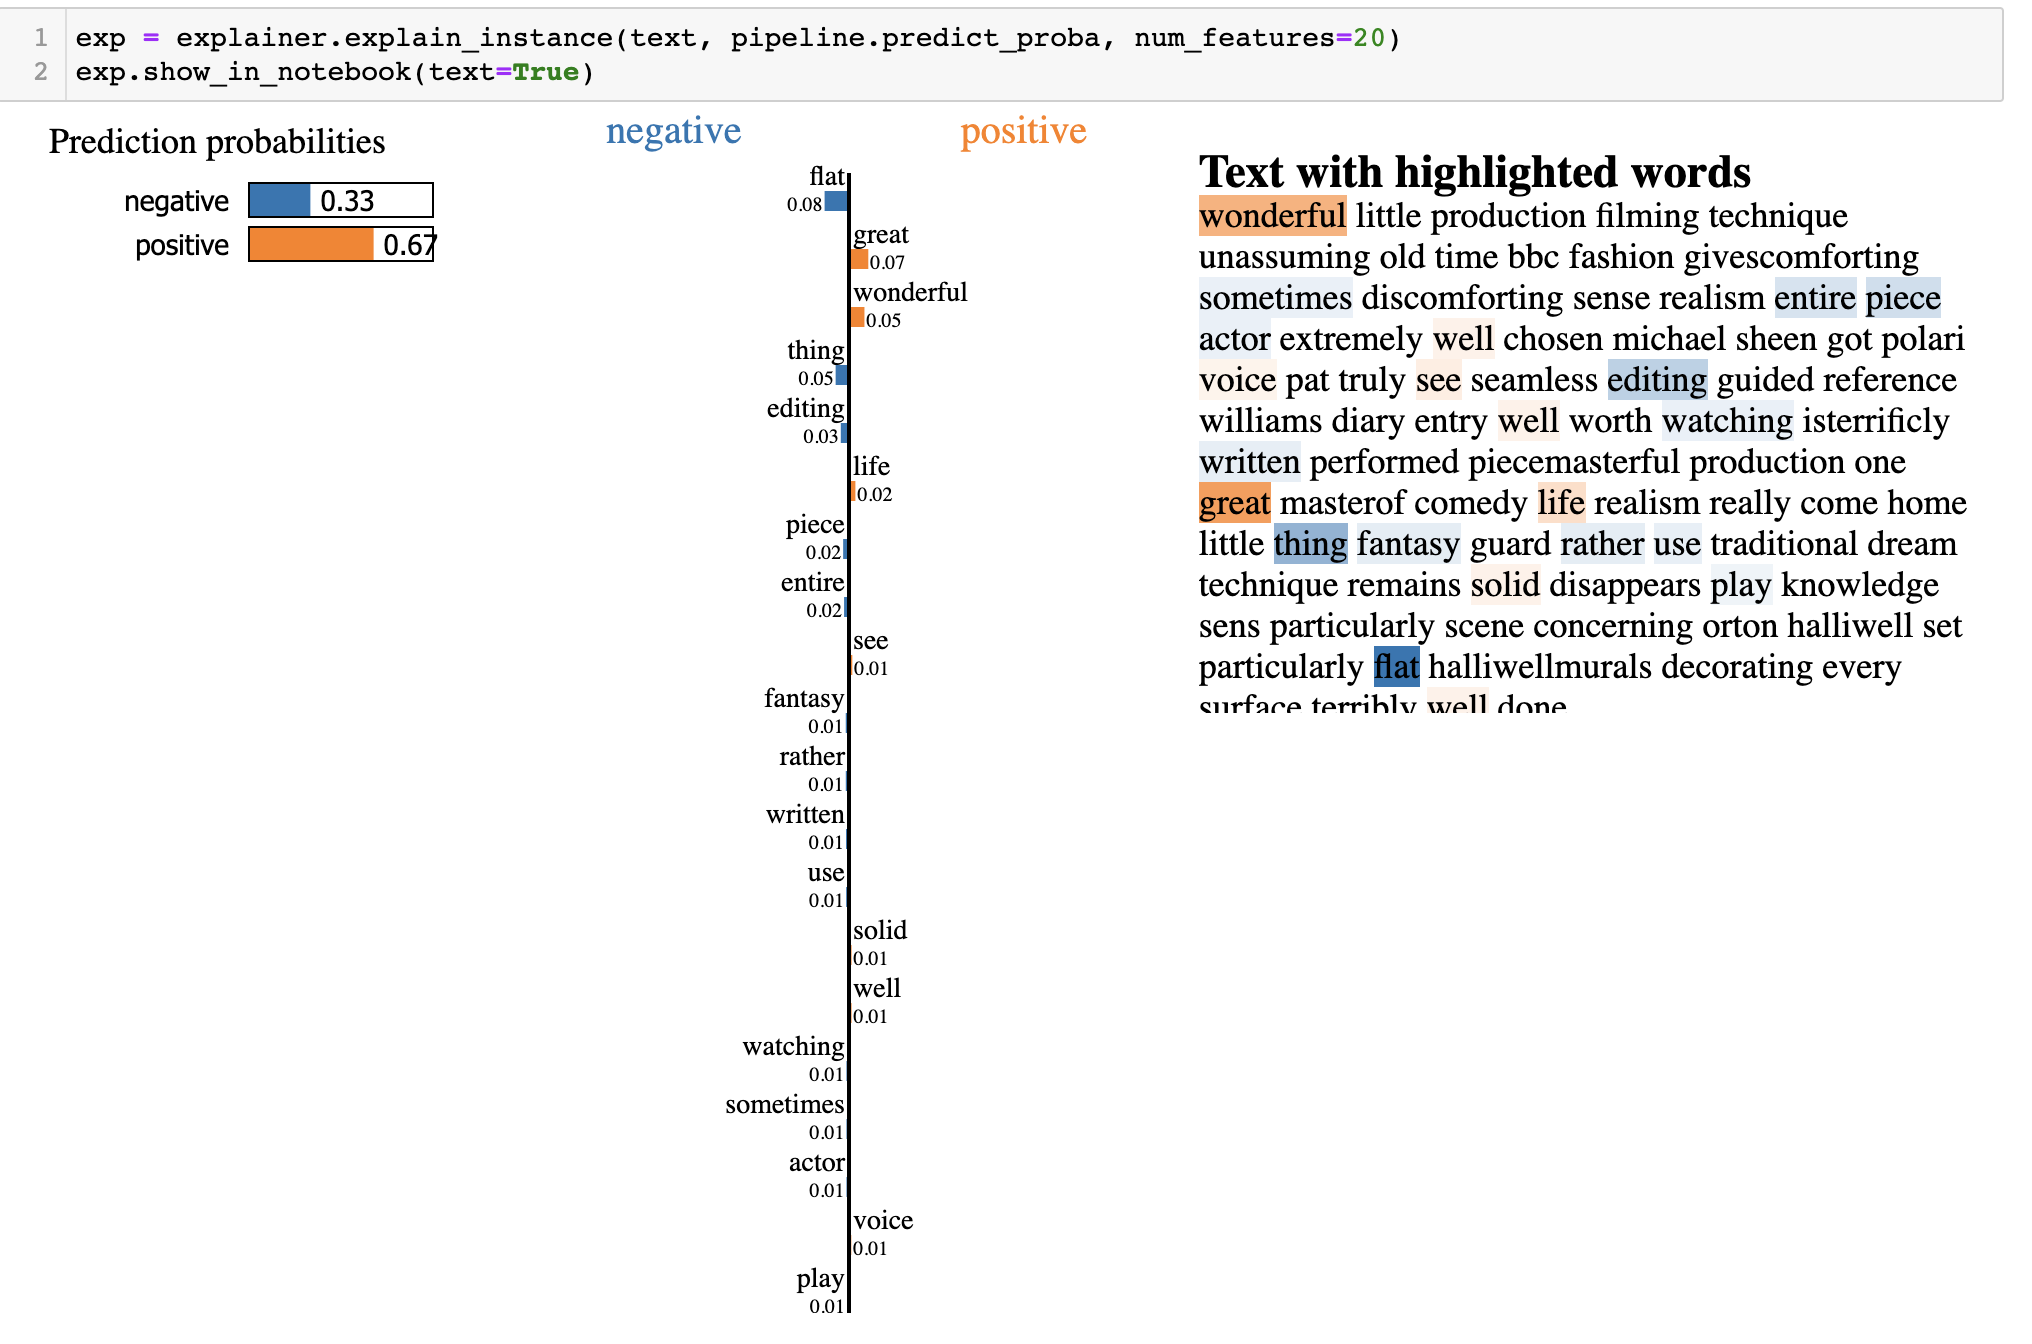 1 exp = explainer.explain_instance(text, pipeline.predict_proba, num_features=20)
2 exp.show_in_notebook(text=True)
Prediction probabilities
negative 0.33
positive 0.67
negative positive
flat
0.08
great
0.07
wonderful
0.05
thing
0.05
editing
0.03
life
0.02
piece
0.02
entire
0.02
see
0.01
fantasy
0.01
rather
0.01
written
0.01
use
0.01
solid
0.01
well
0.01
watching
0.01
sometimes
0.01
actor
0.01
voice
0.01
play
0.01
Text with highlighted words
wonderful little production filming technique
unassuming old time bbc fashion givescomforting
sometimes discomforting sense realism entire piece
actor extremely well chosen michael sheen got polari
voice pat truly see seamless editing guided reference
williams diary entry well worth watching isterrificly
written performed piecemasterful production one
great masterof comedy life realism really come home
little thing fantasy guard rather use traditional dream
technique remains solid disappears play knowledge
sens particularly scene concerning orton halliwell set
particularly flat halliwellmurals decorating every
surface terribly well done